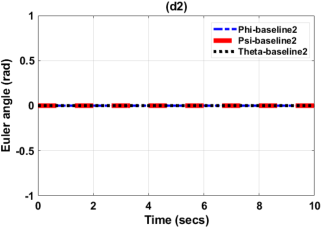 (d2)
Euler angle (rad)
1
0.5
0
-0.5
-1
Phi-baseline2
Psi-baseline2
Theta-baseline2
0 2 4 6 8 10
Time (secs)